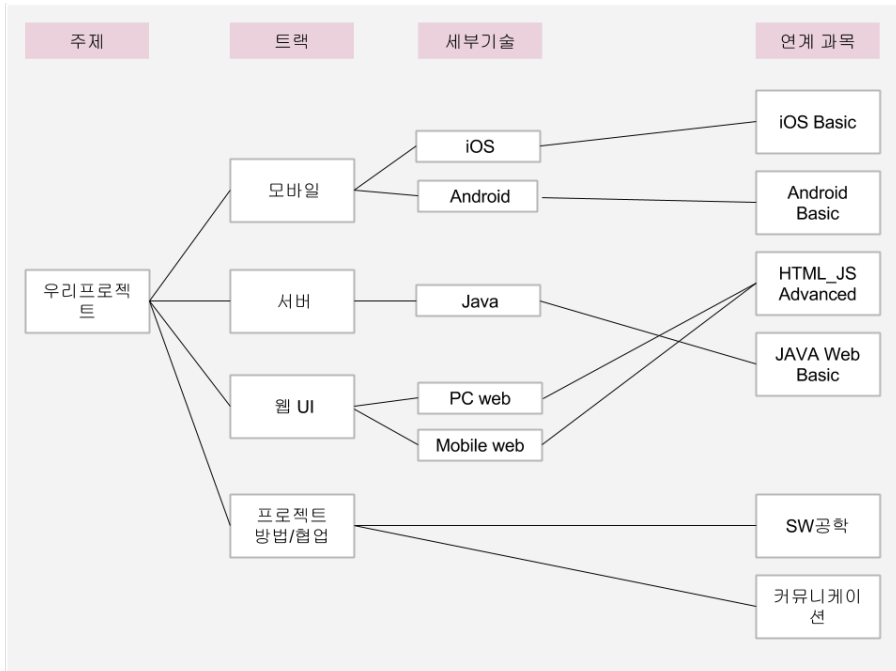 주제
트랙
세부기술
연계 과목
iOS
iOS Basic
모바일
Android
Android
Basic
우리프로젝
트
서버
Java
HTML_JS
Advanced
JAVA Web
Basic
웹 UI
PC web
Mobile web
프로젝트
방법/협업
SW공학
커뮤니케이
션